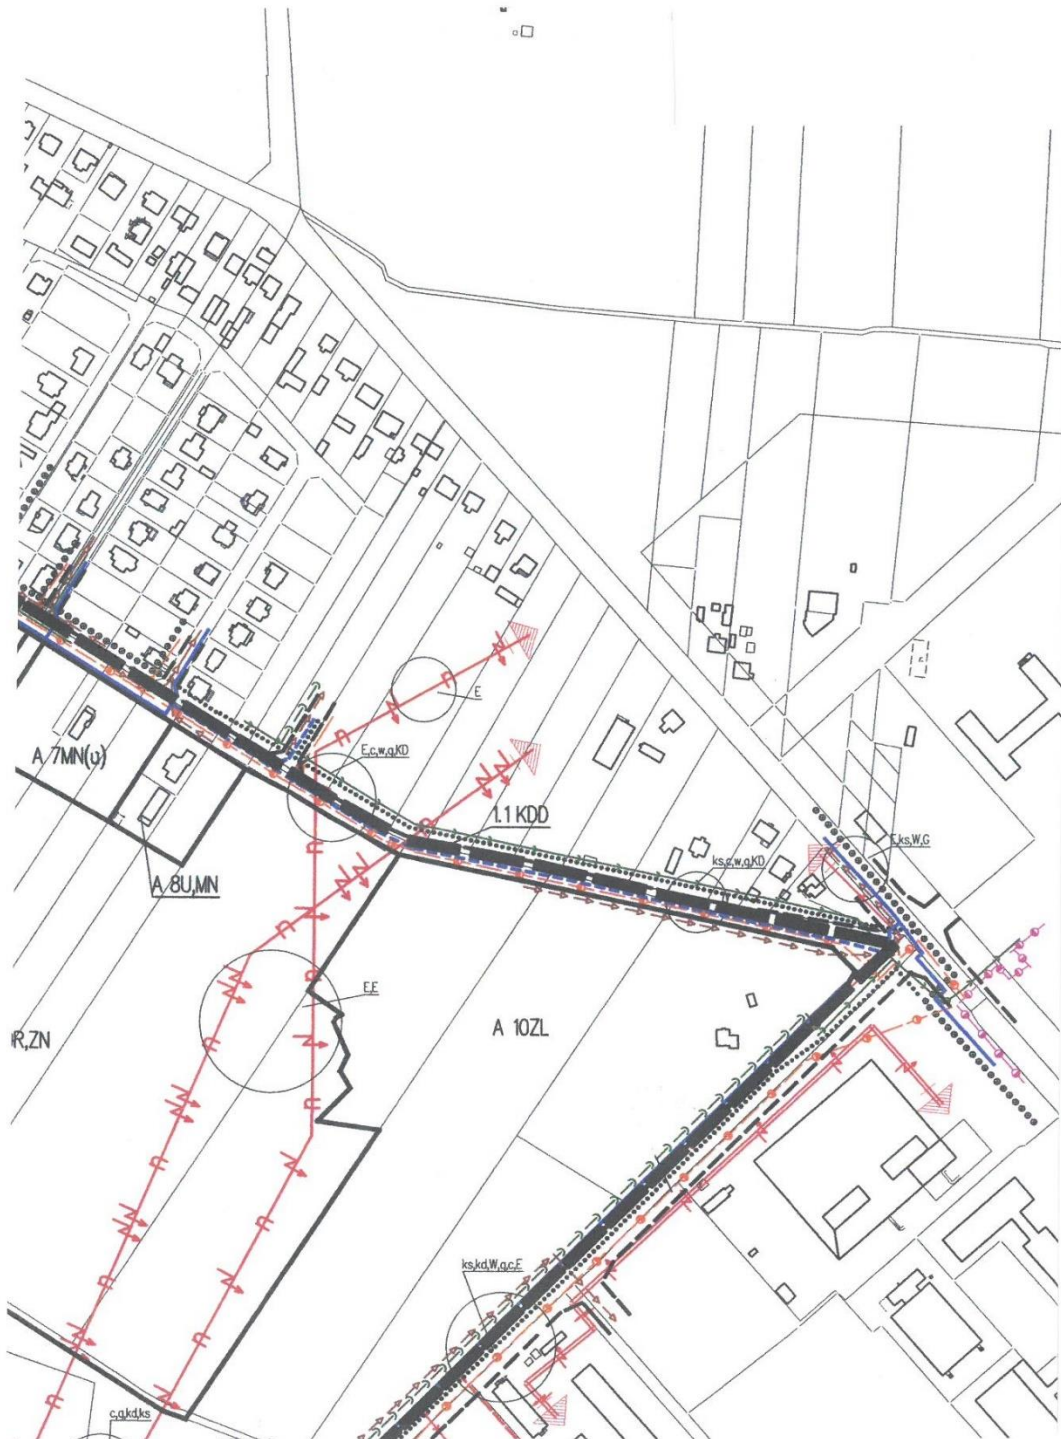 E
E,c,w,g,KD
A 7MN(u)
1.1 KDD
E,ks,W,G
ks,c,w,g,KD
A 8U,MN
E,E
A 10ZL
R,ZN
ks,kd,W,g,c,E
c,g,kd,ks